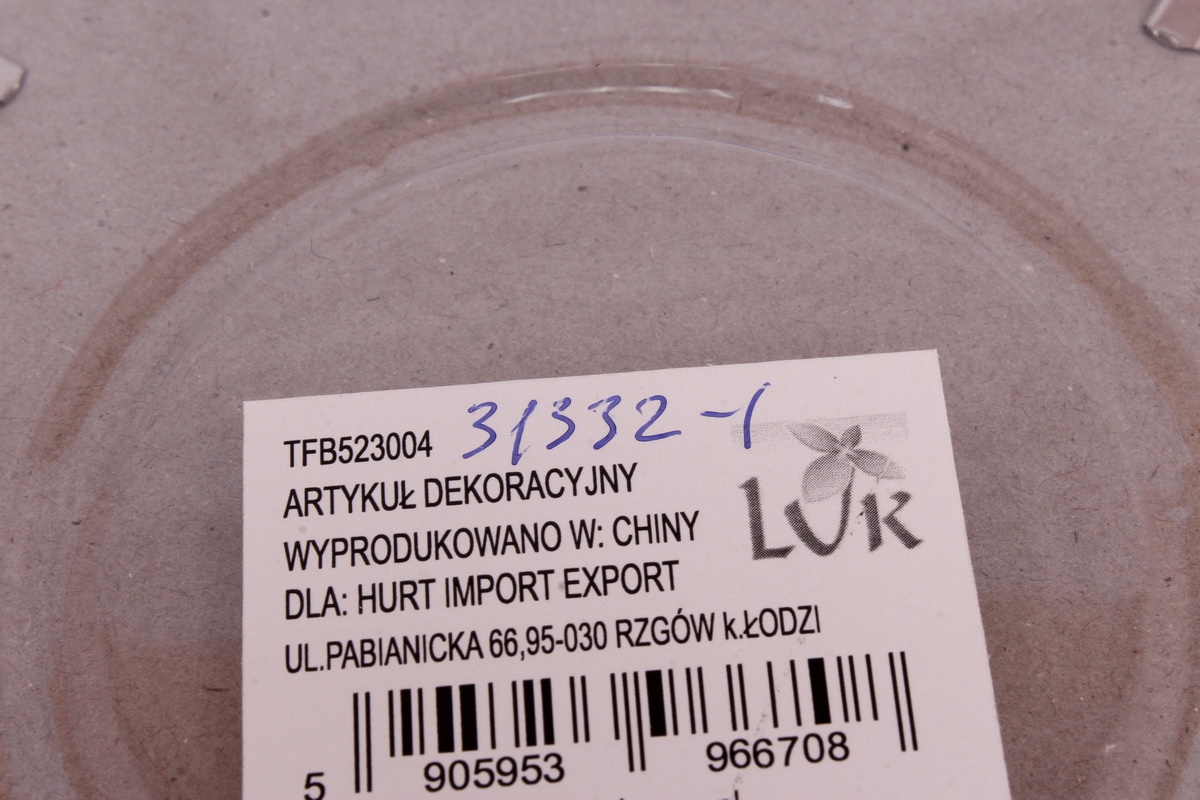 TFB523004 31332-1
ARTYKUŁ DEKORACYJNY
WYPRODUKOWANO W: CHINY
DLA: HURT IMPORT EXPORT
UL.PABIANICKA 66,95-030 RZGÓW k.ŁODZI
LUK
5 905953 966708